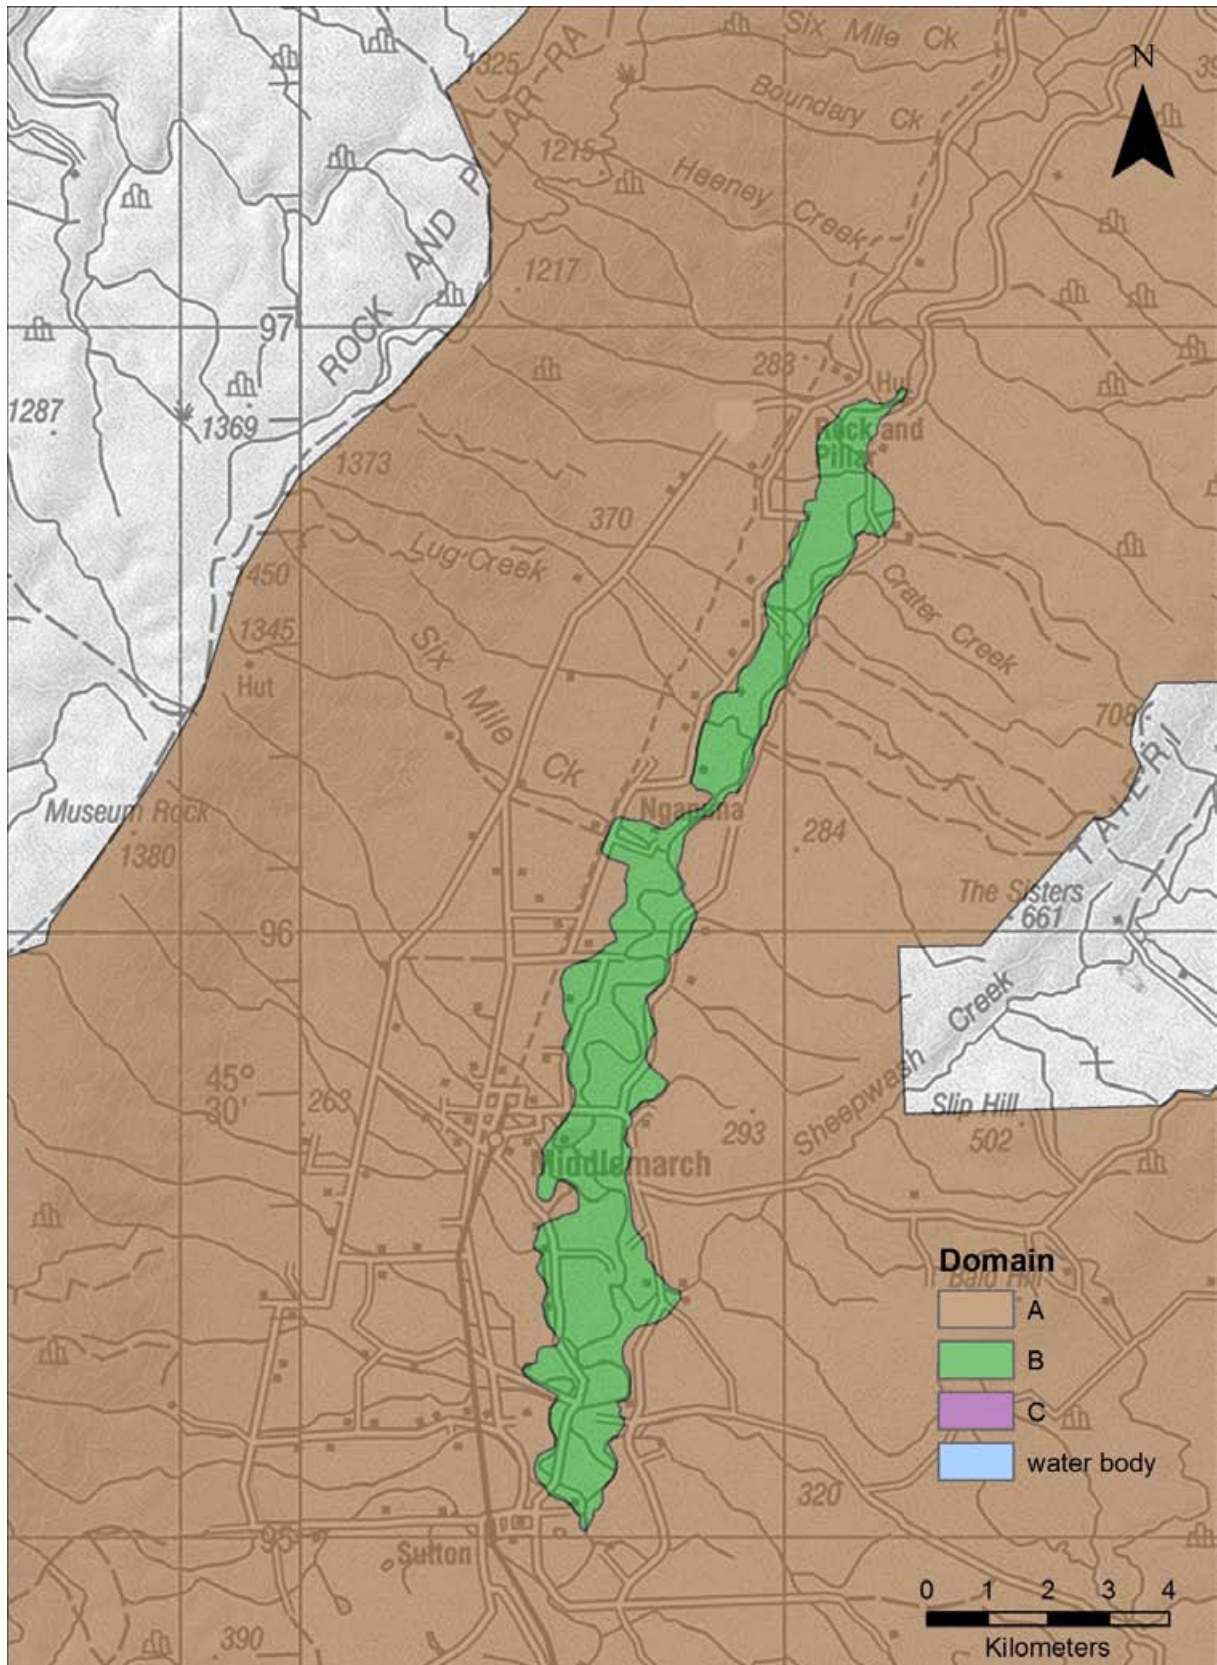 Six Mile Ck
1325
N
Boundary Ck
1215
Heeney Creek
ROCK AND PILLAR RA
1217
97
288
Hut
1287
1369
Rock and
Pillar
1373
370
Lug Creek
450
Crater Creek
1345
Six Mile Ck
Hut
708
TAIERI
Museum Rock
Ngapuna
1380
284
The Sisters
661
96
Sheepwash Creek
45°
30'
263
Slip Hill
293
502
Middlemarch
Domain
Bald Hill
A
B
C
water body
320
95
Sutton
0 1 2 3 4
Kilometers
390